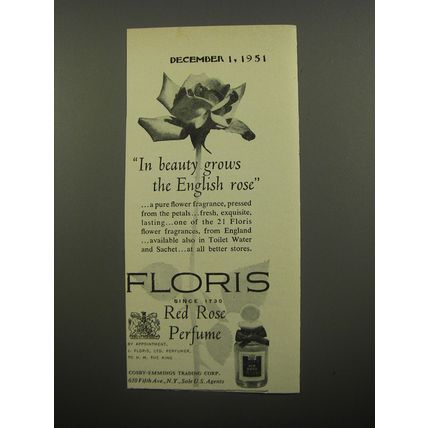 DECEMBER 1, 1951
"In beauty grows
the English rose"
...a pure flower fragrance, pressed
from the petals...fresh, exquisite,
lasting...one of the 21 Floris
flower fragrances, from England
...available also in Toilet Water
and Sachet...at all better stores.
FLORIS
SINCE 1730
Red Rose
Perfume
BY APPOINTMENT,
J. FLORIS, LTD. PERFUMER,
TO H. M. THE KING
COSBY-EMMINGS TRADING CORP.
610 Fifth Ave., N.Y., Sole U.S. Agents